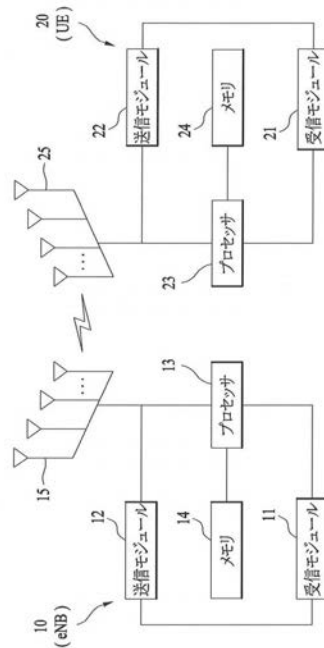 10
(eNB)
12
送信モジュール
14
メモリ
11
受信モジュール
15
...
13
プロセッサ
25
...
23
プロセッサ
20
(UE)
22
送信モジュール
24
メモリ
21
受信モジュール